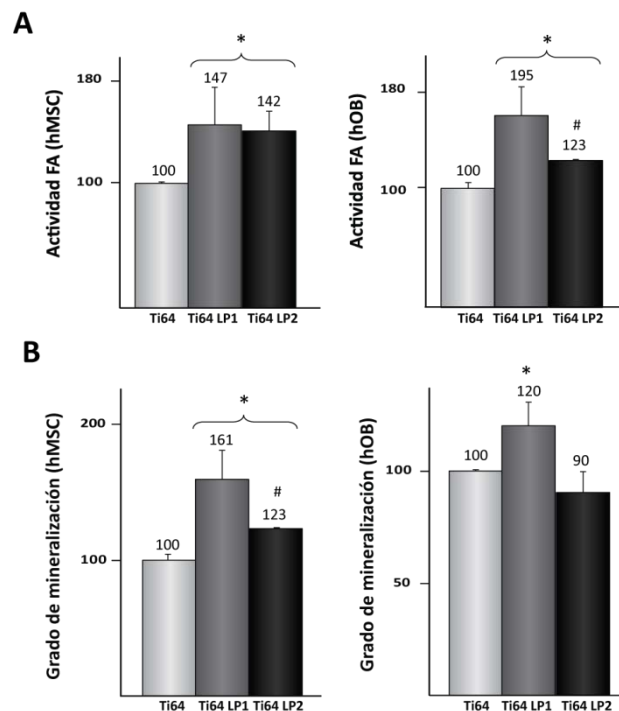 A
Actividad FA (hMSC)
180
100
*
100
147
142
Ti64
Ti64 LP1
Ti64 LP2
Actividad FA (hOB)
180
100
*
100
195
#
123
Ti64
Ti64 LP1
Ti64 LP2
B
Grado de mineralización (hMSC)
200
100
*
100
161
#
123
Ti64
Ti64 LP1
Ti64 LP2
Grado de mineralización (hOB)
100
50
100
*
120
90
Ti64
Ti64 LP1
Ti64 LP2